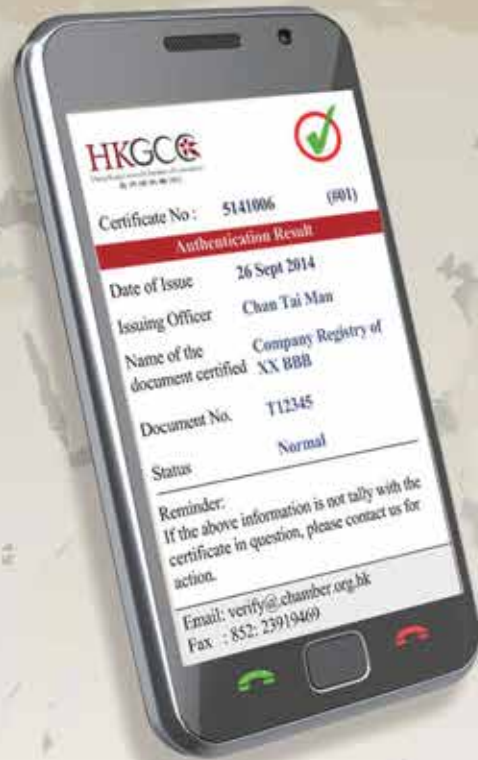 HKGCC
Certificate No : 5141006 (601)
Authentication Result
Date of Issue 26 Sept 2014
Issuing Officer Chan Tai Man
Name of the Company Registry of
document certified XX BBB
Document No. T12345
Status Normal
Reminder:
If the above information is not tally with the
certificate in question, please contact us for
action.
Email: verify@.chamber.org.hk
Fax : 852: 23919469